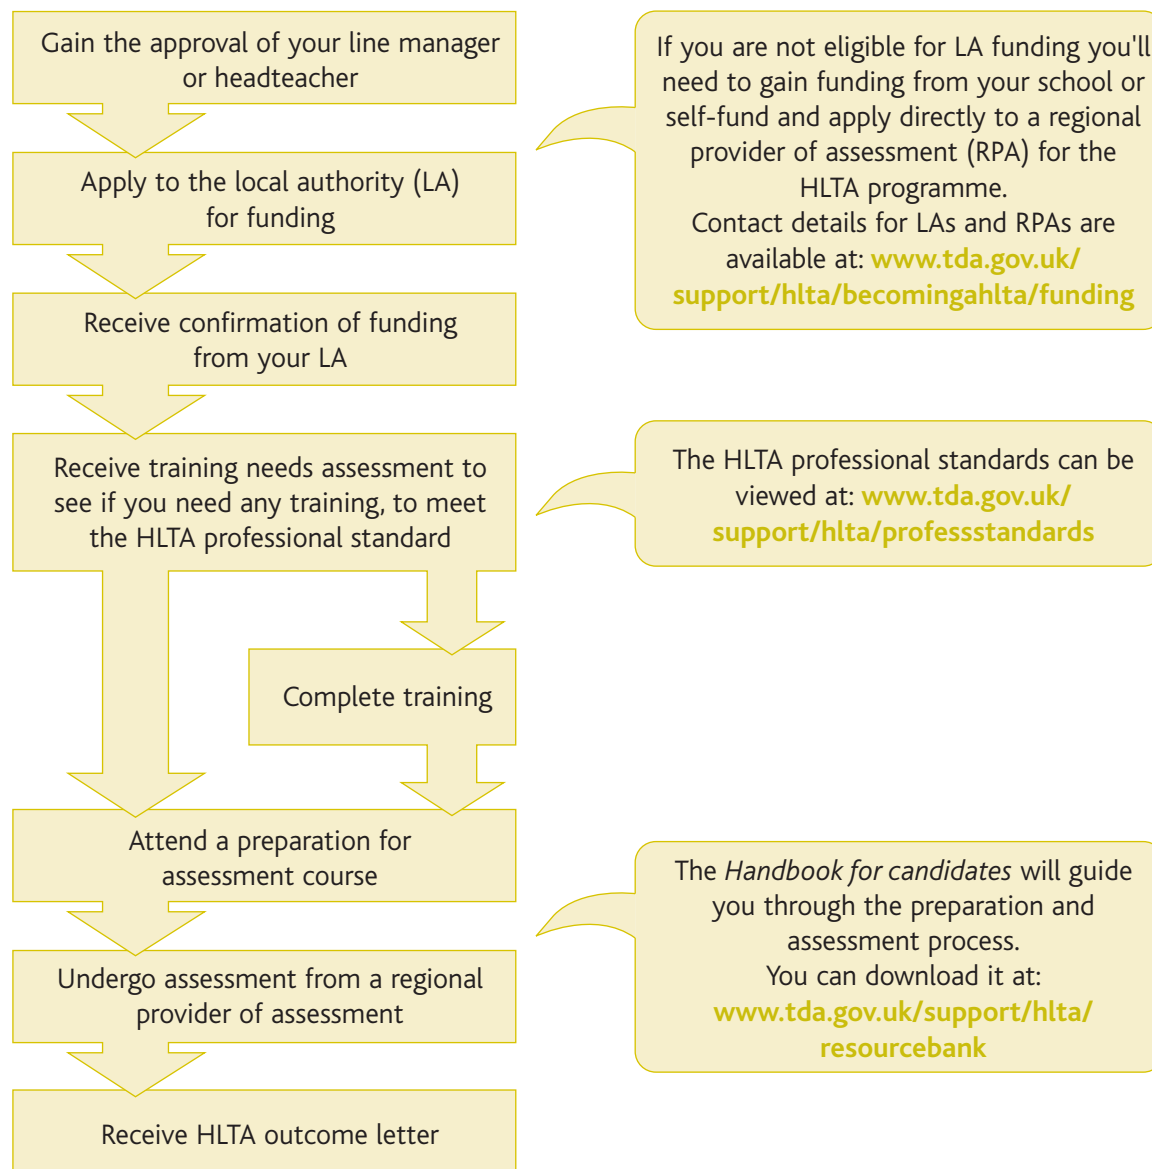 Gain the approval of your line manager
or headteacher
If you are not eligible for LA funding you'll
need to gain funding from your school or
self-fund and apply directly to a regional
provider of assessment (RPA) for the
HLTA programme.
Contact details for LAs and RPAs are
available at: www.tda.gov.uk/
support/hlta/becomingahlta/funding
Apply to the local authority (LA)
for funding
Receive confirmation of funding
from your LA
Receive training needs assessment to
see if you need any training, to meet
the HLTA professional standard
The HLTA professional standards can be
viewed at: www.tda.gov.uk/
support/hlta/professstandards
Complete training
Attend a preparation for
assessment course
The Handbook for candidates will guide
you through the preparation and
assessment process.
You can download it at:
www.tda.gov.uk/support/hlta/
resourcebank
Undergo assessment from a regional
provider of assessment
Receive HLTA outcome letter